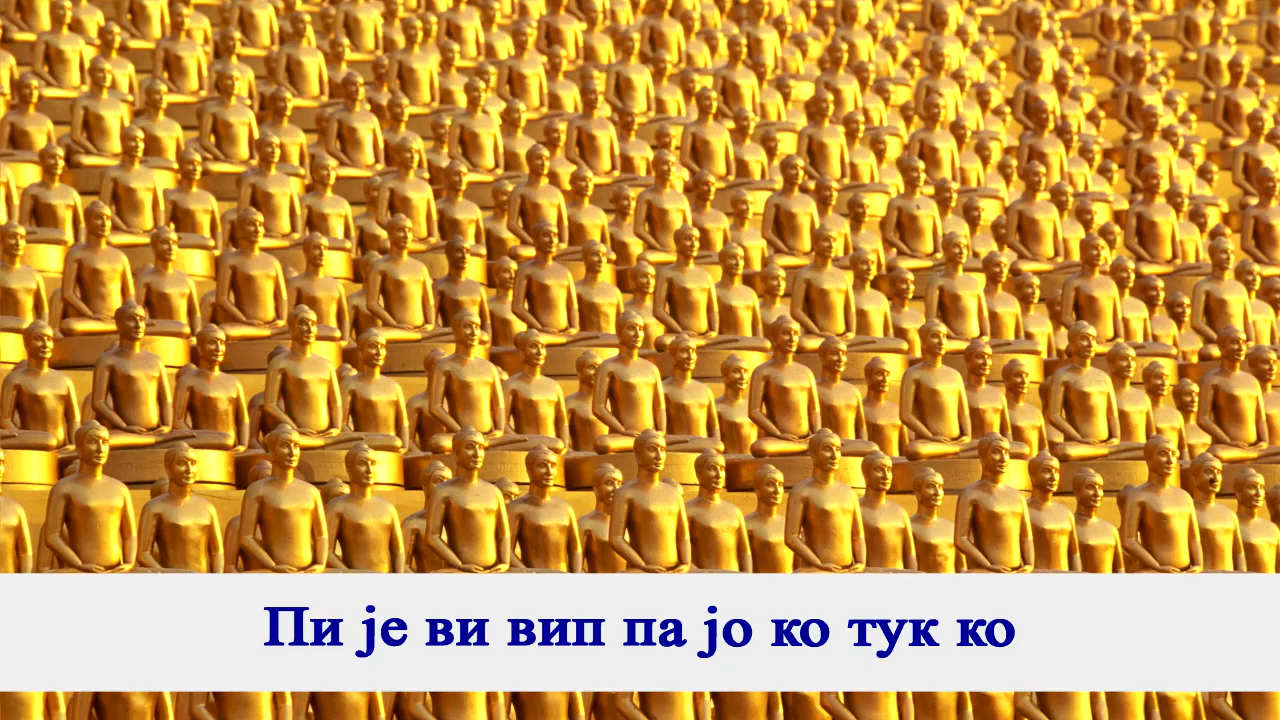 Пи је ви вип па јо ко тук ко